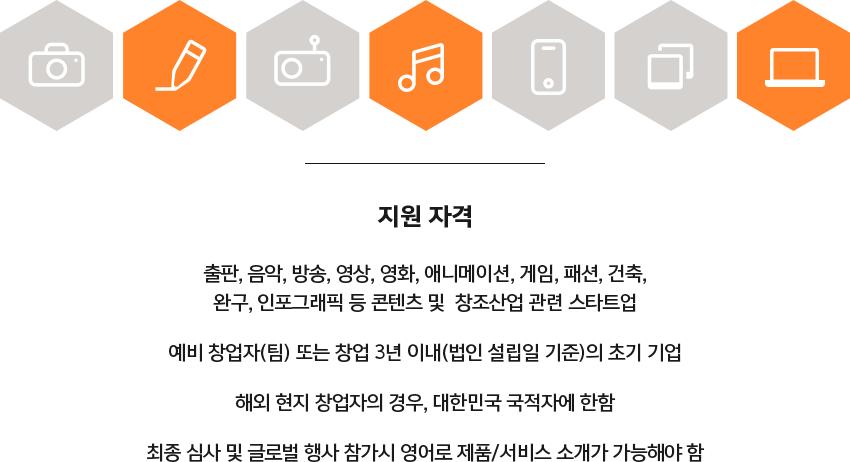 지원 자격
출판, 음악, 방송, 영상, 영화, 애니메이션, 게임, 패션, 건축,
완구, 인포그래픽 등 콘텐츠 및 창조산업 관련 스타트업
예비 창업자(팀) 또는 창업 3년 이내(법인 설립일 기준)의 초기 기업
해외 현지 창업자의 경우, 대한민국 국적자에 한함
최종 심사 및 글로벌 행사 참가시 영어로 제품/서비스 소개가 가능해야 함